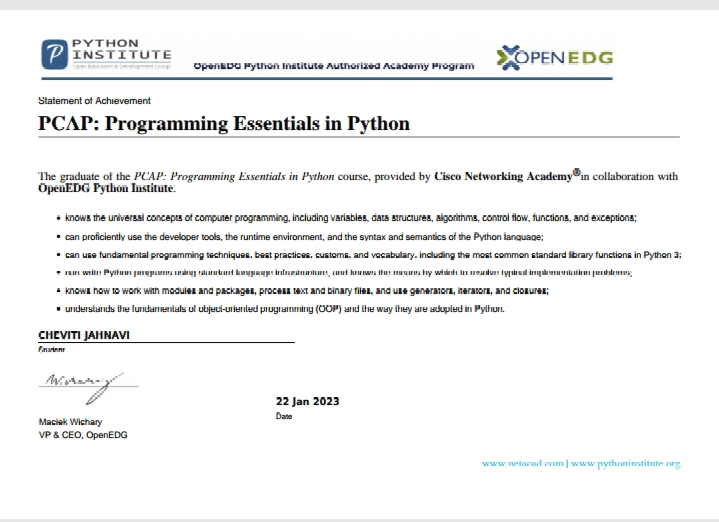 PYTHON
INSTITUTE
Open Education & Development Group
OpenEDG Python Institute Authorized Academy Program
OPENEDG
Statement of Achievement
PCAP: Programming Essentials in Python
The graduate of the PCAP: Programming Essentials in Python course, provided by Cisco Networking Academy® in collaboration with
OpenEDG Python Institute.
• knows the universal concepts of computer programming, including variables, data structures, algorithms, control flow, functions, and exceptions;
• can proficiently use the developer tools, the runtime environment, and the syntax and semantics of the Python language;
• can use fundamental programming techniques, best practices, customs, and vocabulary, including the most common standard library functions in Python 3;
• can write Python programs using standard language infrastructure, and knows the means by which to resolve typical implementation problems;
• knows how to work with modules and packages, process text and binary files, and use generators, iterators, and closures;
• understands the fundamentals of object-oriented programming (OOP) and the way they are adopted in Python.
CHEVITI JAHNAVI
Student
22 Jan 2023
Date
Maciek Wichary
VP & CEO, OpenEDG
www.netacad.com | www.pythoninstitute.org